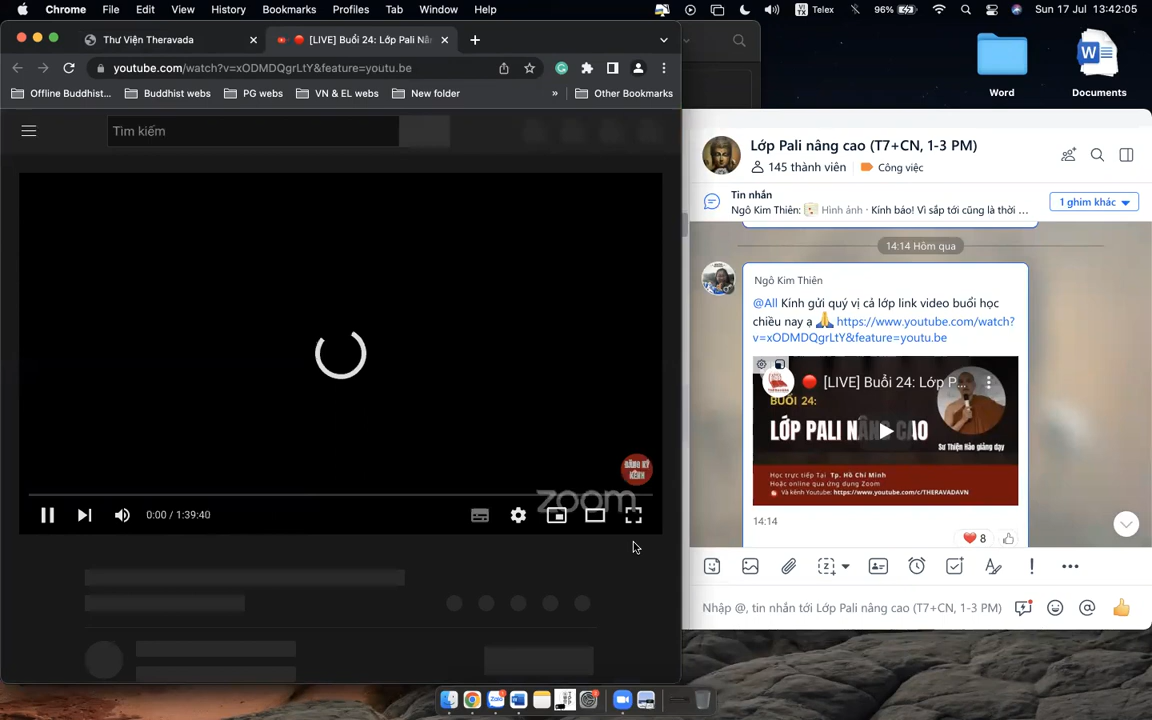 Chrome File Edit View History Bookmarks Profiles Tab Window Help
VI TX Telex 96% Sun 17 Jul 13:42:05
Thư Viện Theravada
[LIVE] Buổi 24: Lớp Pali Nân
youtube.com/watch?v=xODMDQgrLtY&feature=youtu.be
Offline Buddhist... Buddhist webs PG webs VN & EL webs New folder » Other Bookmarks
Tìm kiếm
ĐĂNG KÝ
KÊNH
zoom
0:00 / 1:39:40
Word
Documents
Lớp Pali nâng cao (T7+CN, 1-3 PM)
145 thành viên Công việc
Tin nhắn
Ngô Kim Thiên: Hình ảnh · Kính báo! Vì sắp tới cũng là thời ...
1 ghim khác
14:14 Hôm qua
Ngô Kim Thiên
@All Kính gửi quý vị cả lớp link video buổi học
chiều nay ạ https://www.youtube.com/watch?
v=xODMDQgrLtY&feature=youtu.be
[LIVE] Buổi 24: Lớp P...
BUỔI 24:
LỚP PALI NÂNG CAO
Sư Thiện Hảo giảng dạy
Học trực tiếp Tại Tp. Hồ Chí Minh
Hoặc online qua ứng dụng Zoom
Và kênh Youtube: https://www.youtube.com/c/THERAVADAVN
14:14
8
Nhập @, tin nhắn tới Lớp Pali nâng cao (T7+CN, 1-3 PM)